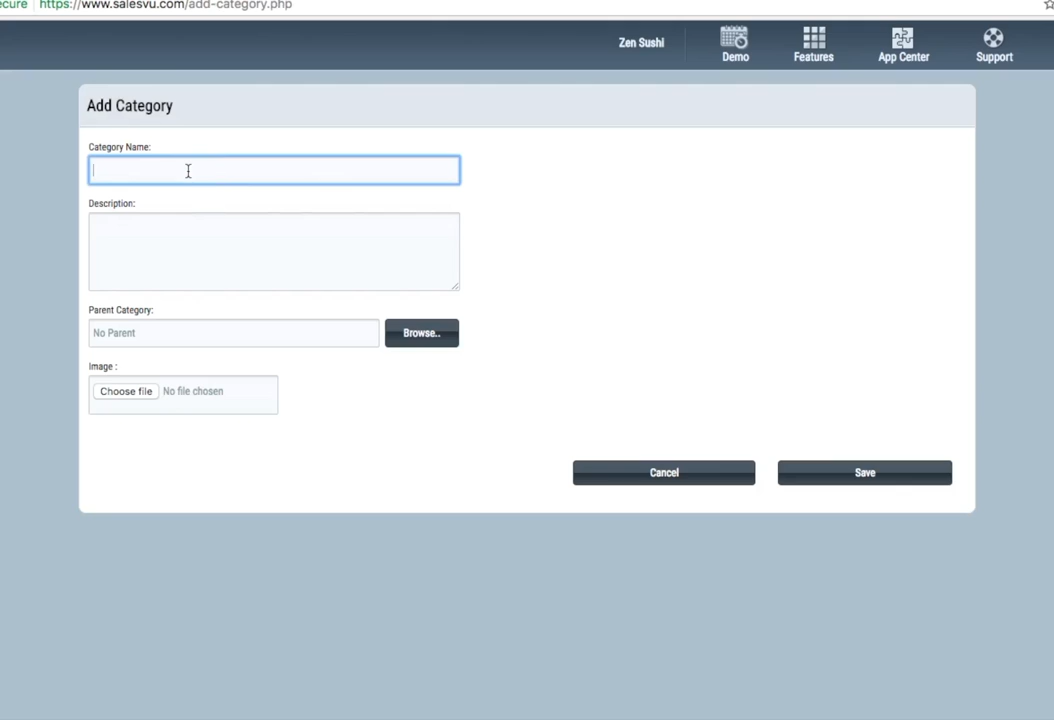 https://www.salesvu.com/add-category.php
Zen Sushi
Demo
Features
App Center
Support
Add Category
Category Name:
Description:
Parent Category:
No Parent
Browse..
Image :
Choose file No file chosen
Cancel
Save